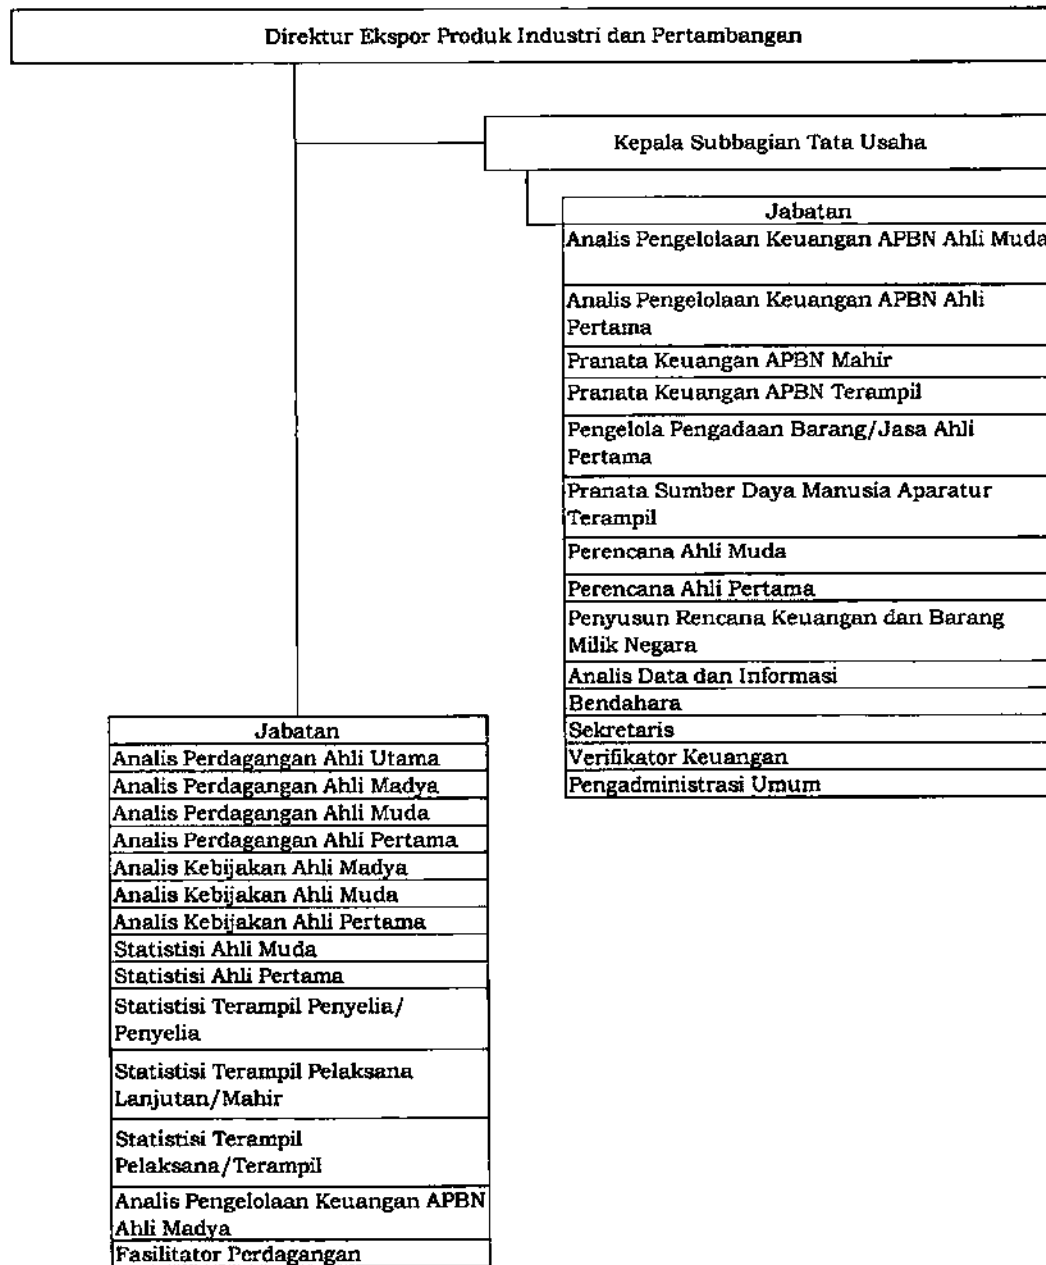 Direktur Ekspor Produk Industri dan Pertambangan
Kepala Subbagian Tata Usaha
Jabatan
Analis Pengelolaan Keuangan APBN Ahli Muda
Analis Pengelolaan Keuangan APBN Ahli
Pertama
Pranata Keuangan APBN Mahir
Pranata Keuangan APBN Terampil
Pengelola Pengadaan Barang/Jasa Ahli
Pertama
Pranata Sumber Daya Manusia Aparatur
Terampil
Perencana Ahli Muda
Perencana Ahli Pertama
Penyusun Rencana Keuangan dan Barang
Milik Negara
Analis Data dan Informasi
Bendahara
Sekretaris
Verifikator Keuangan
Pengadministrasi Umum
Jabatan
Analis Perdagangan Ahli Utama
Analis Perdagangan Ahli Madya
Analis Perdagangan Ahli Muda
Analis Perdagangan Ahli Pertama
Analis Kebijakan Ahli Madya
Analis Kebijakan Ahli Muda
Analis Kebijakan Ahli Pertama
Statistisi Ahli Muda
Statistisi Ahli Pertama
Statistisi Terampil Penyelia/
Penyelia
Statistisi Terampil Pelaksana
Lanjutan/Mahir
Statistisi Terampil
Pelaksana/Terampil
Analis Pengelolaan Keuangan APBN
Ahli Madya
Fasilitator Perdagangan